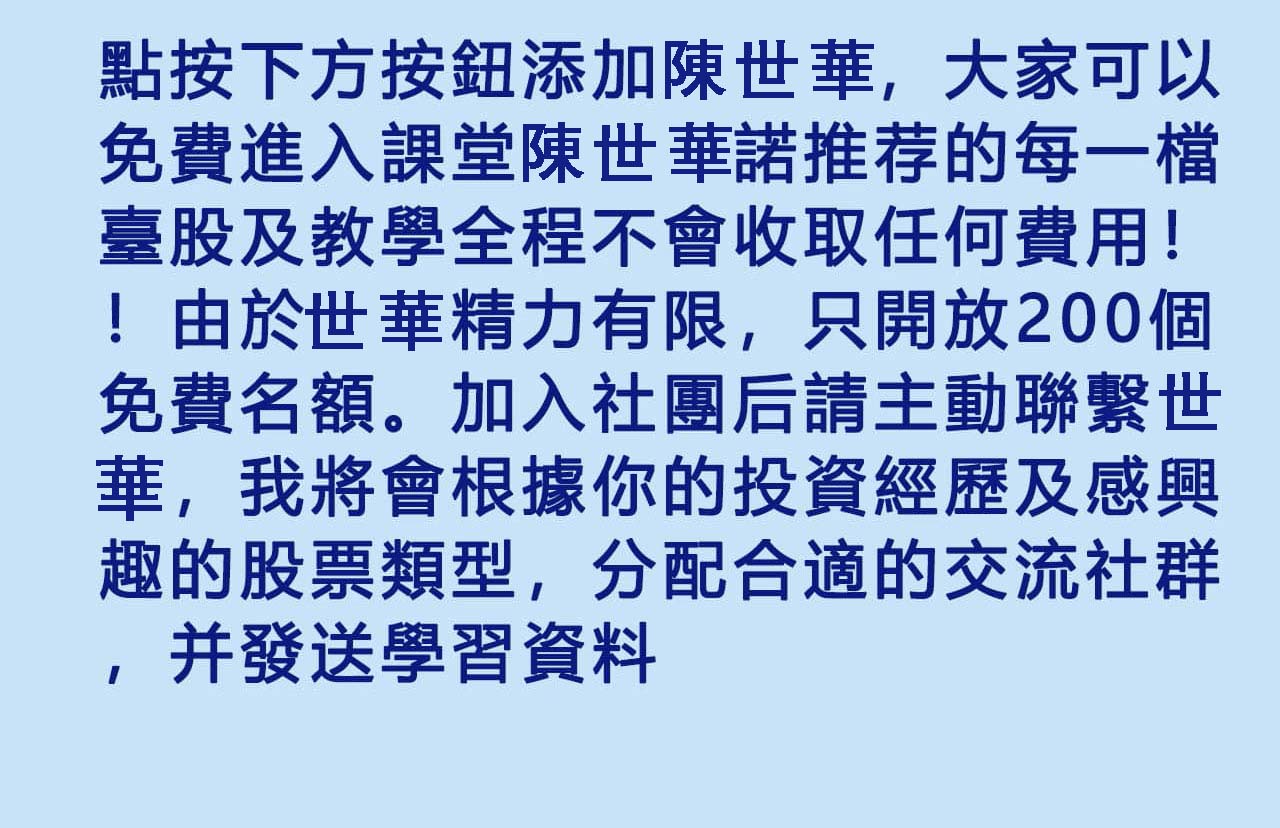 點按下方按鈕添加陳世華，大家可以
免費進入課堂陳世華諾推荐的每一檔
臺股及教學全程不會收取任何費用！
！由於世華精力有限，只開放200個
免費名額。加入社團后請主動聯繫世
華，我將會根據你的投資經歷及感興
趣的股票類型，分配合適的交流社群
，并發送學習資料